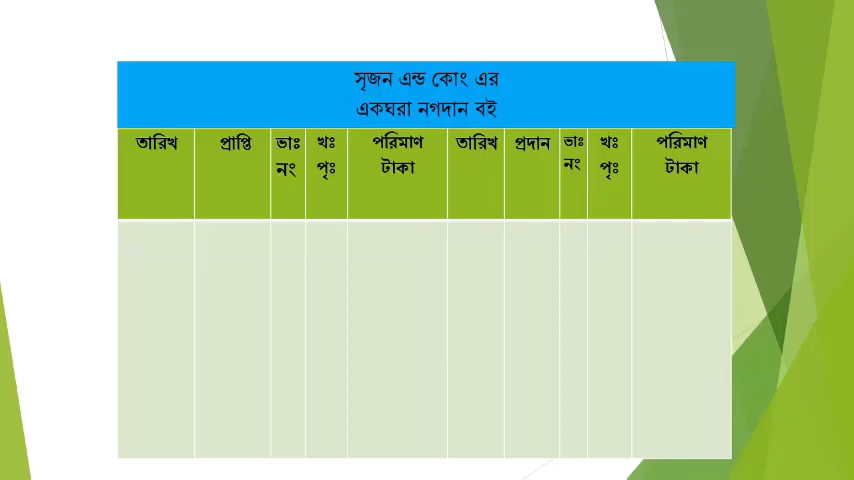 সৃজন এন্ড কোং এর
একঘরা নগদান বই
তারিখ প্রাপ্তি ভাঃ নং খঃ পৃঃ পরিমাণ টাকা তারিখ প্রদান ভাঃ নং খঃ পৃঃ পরিমাণ টাকা